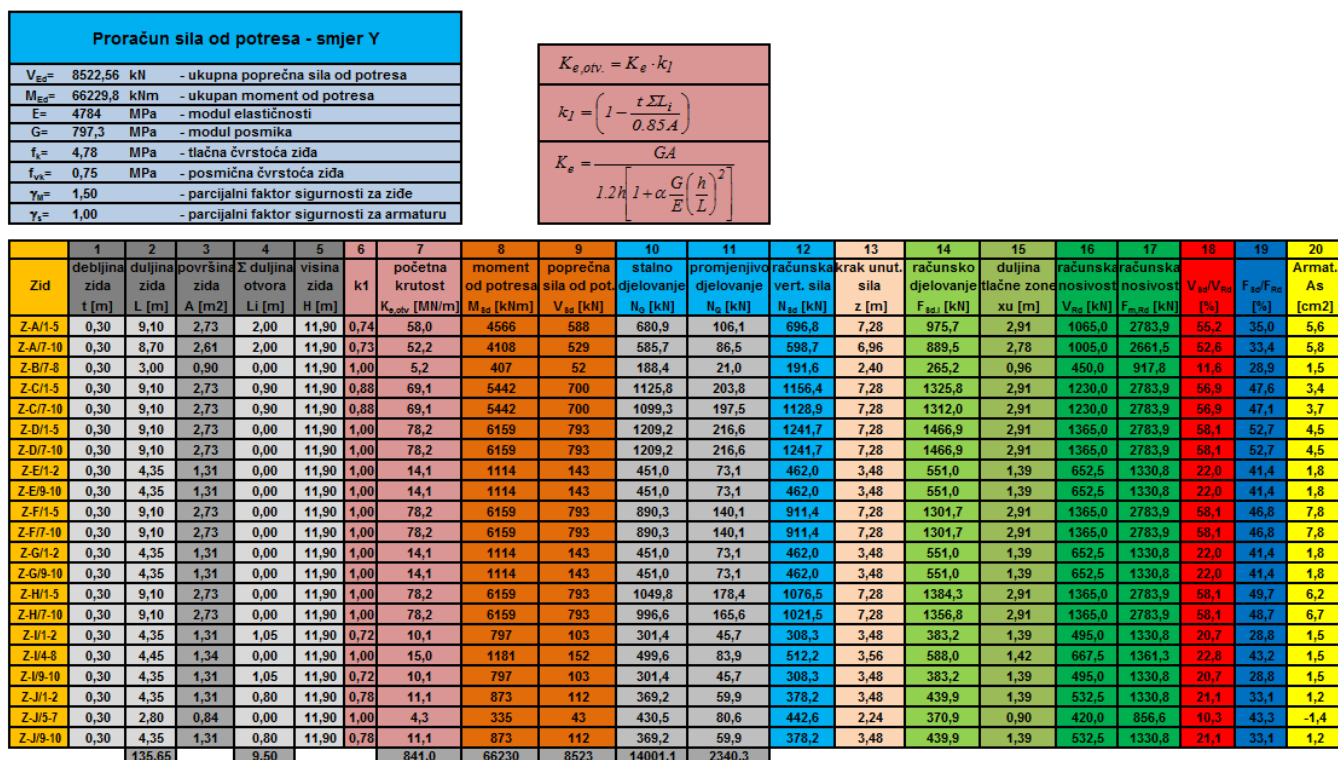 Proračun sila od potresa - smjer Y
V_Ed= 8522,56 kN - ukupna poprečna sila od potresa
M_Ed= 66229,8 kNm - ukupan moment od potresa
E= 4784 MPa - modul elastičnosti
G= 797,3 MPa - modul posmika
f_k= 4,78 MPa - tlačna čvrstoća ziđa
f_vk= 0,75 MPa - posmična čvrstoća ziđa
γ_M= 1,50 - parcijalni faktor sigurnosti za ziđe
γ_s= 1,00 - parcijalni faktor sigurnosti za armaturu
K_e,otv. = K_e · k_1
k_1 = (1 - t ΣL_i / 0.85A)
K_e = GA / 1.2h[1 + α G/E (h/L)^2]
1 2 3 4 5 6 7 8 9 10 11 12 13 14 15 16 17 18 19 20
Zid debljina zida t [m] duljina zida L [m] površina zida A [m2] Σ duljina otvora Li [m] visina zida H [m] k1 početna krutost K_e,otv [MN/m] moment od potresa M_Sd [kNm] poprečna sila od pot. V_Sd [kN] stalno djelovanje N_G [kN] promjenjivo djelovanje N_Q [kN] računska vert. sila N_Sd [kN] krak unut. sila z [m] računsko djelovanje F_Sd,i [kN] duljina tlačne zone xu [m] računska nosivost V_Rd [kN] računska nosivost F_m,Rd [kN] V_Sd/V_Rd [%] F_Sd/F_Rd [%] Armat. As [cm2]
Z-A/1-5 0,30 9,10 2,73 2,00 11,90 0,74 58,0 4566 588 680,9 106,1 696,8 7,28 975,7 2,91 1065,0 2783,9 55,2 35,0 5,6
Z-A/7-10 0,30 8,70 2,61 2,00 11,90 0,73 52,2 4108 529 585,7 86,5 598,7 6,96 889,5 2,78 1005,0 2661,5 52,6 33,4 5,8
Z-B/7-8 0,30 3,00 0,90 0,00 11,90 1,00 5,2 407 52 188,4 21,0 191,6 2,40 265,2 0,96 450,0 917,8 11,6 28,9 1,5
Z-C/1-5 0,30 9,10 2,73 0,90 11,90 0,88 69,1 5442 700 1125,8 203,8 1156,4 7,28 1325,8 2,91 1230,0 2783,9 56,9 47,6 3,4
Z-C/7-10 0,30 9,10 2,73 0,90 11,90 0,88 69,1 5442 700 1099,3 197,5 1128,9 7,28 1312,0 2,91 1230,0 2783,9 56,9 47,1 3,7
Z-D/1-5 0,30 9,10 2,73 0,00 11,90 1,00 78,2 6159 793 1209,2 216,6 1241,7 7,28 1466,9 2,91 1365,0 2783,9 58,1 52,7 4,5
Z-D/7-10 0,30 9,10 2,73 0,00 11,90 1,00 78,2 6159 793 1209,2 216,6 1241,7 7,28 1466,9 2,91 1365,0 2783,9 58,1 52,7 4,5
Z-E/1-2 0,30 4,35 1,31 0,00 11,90 1,00 14,1 1114 143 451,0 73,1 462,0 3,48 551,0 1,39 652,5 1330,8 22,0 41,4 1,8
Z-E/9-10 0,30 4,35 1,31 0,00 11,90 1,00 14,1 1114 143 451,0 73,1 462,0 3,48 551,0 1,39 652,5 1330,8 22,0 41,4 1,8
Z-F/1-5 0,30 9,10 2,73 0,00 11,90 1,00 78,2 6159 793 890,3 140,1 911,4 7,28 1301,7 2,91 1365,0 2783,9 58,1 46,8 7,8
Z-F/7-10 0,30 9,10 2,73 0,00 11,90 1,00 78,2 6159 793 890,3 140,1 911,4 7,28 1301,7 2,91 1365,0 2783,9 58,1 46,8 7,8
Z-G/1-2 0,30 4,35 1,31 0,00 11,90 1,00 14,1 1114 143 451,0 73,1 462,0 3,48 551,0 1,39 652,5 1330,8 22,0 41,4 1,8
Z-G/9-10 0,30 4,35 1,31 0,00 11,90 1,00 14,1 1114 143 451,0 73,1 462,0 3,48 551,0 1,39 652,5 1330,8 22,0 41,4 1,8
Z-H/1-5 0,30 9,10 2,73 0,00 11,90 1,00 78,2 6159 793 1049,8 178,4 1076,5 7,28 1384,3 2,91 1365,0 2783,9 58,1 49,7 6,2
Z-H/7-10 0,30 9,10 2,73 0,00 11,90 1,00 78,2 6159 793 996,6 165,6 1021,5 7,28 1356,8 2,91 1365,0 2783,9 58,1 48,7 6,7
Z-I/1-2 0,30 4,35 1,31 1,05 11,90 0,72 10,1 797 103 301,4 45,7 308,3 3,48 383,2 1,39 495,0 1330,8 20,7 28,8 1,5
Z-I/4-8 0,30 4,45 1,34 0,00 11,90 1,00 15,0 1181 152 499,6 83,9 512,2 3,56 588,0 1,42 667,5 1361,3 22,8 43,2 1,5
Z-I/9-10 0,30 4,35 1,31 1,05 11,90 0,72 10,1 797 103 301,4 45,7 308,3 3,48 383,2 1,39 495,0 1330,8 20,7 28,8 1,5
Z-J/1-2 0,30 4,35 1,31 0,80 11,90 0,78 11,1 873 112 369,2 59,9 378,2 3,48 439,9 1,39 532,5 1330,8 21,1 33,1 1,2
Z-J/5-7 0,30 2,80 0,84 0,00 11,90 1,00 4,3 335 43 430,5 80,6 442,6 2,24 370,9 0,90 420,0 856,6 10,3 43,3 -1,4
Z-J/9-10 0,30 4,35 1,31 0,80 11,90 0,78 11,1 873 112 369,2 59,9 378,2 3,48 439,9 1,39 532,5 1330,8 21,1 33,1 1,2
135,65 9,50 841,0 66230 8523 14001,1 2340,3